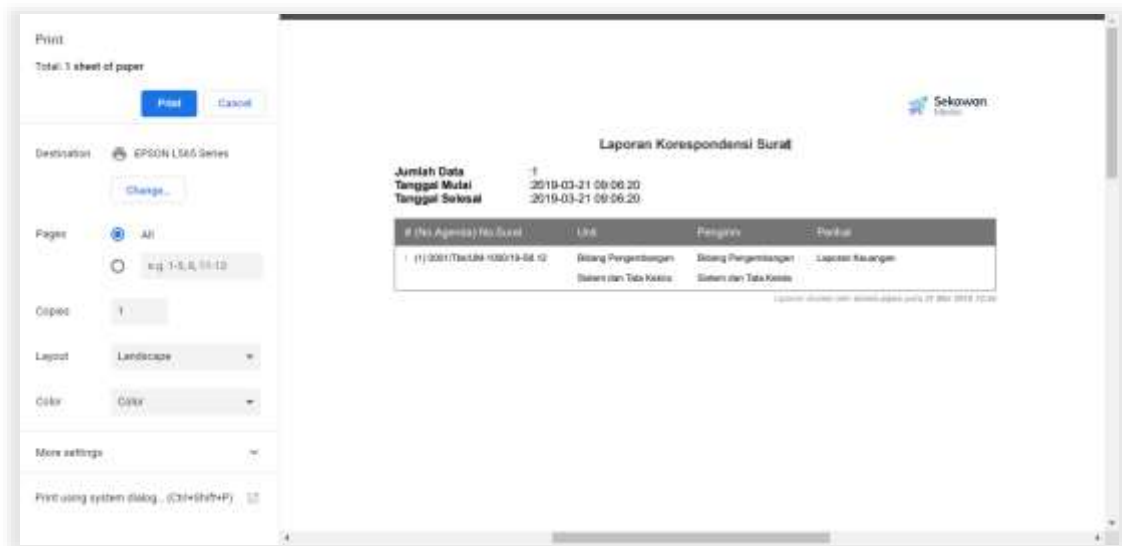 Print
Total: 1 sheet of paper
Print Cancel
Destination EPSON L565 Series
Change...
Pages All
e.g. 1-5, 8, 11-13
Copies 1
Layout Landscape
Color Color
More settings
Print using system dialog... (Ctrl+Shift+P)
Sekawan
Media
Laporan Korespondensi Surat
Jumlah Data :1
Tanggal Mulai :2019-03-21 09:06:20
Tanggal Selesai :2019-03-21 09:06:20
# (No.Agenda) No.Surat Unit Pengirim Perihal
1 Bidang Pengembangan Bidang Pengembangan Laporan Keuangan
Sistem dan Tata Kelola Sistem dan Tata Kelola